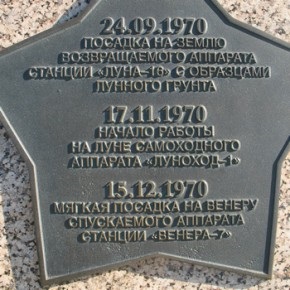 24.09.1970
ПОСАДКА НА ЗЕМЛЮ
ВОЗВРАЩАЕМОГО АППАРАТА
СТАНЦИИ «ЛУНА-16» С ОБРАЗЦАМИ
ЛУННОГО ГРУНТА
17.11.1970
НАЧАЛО РАБОТЫ
НА ЛУНЕ САМОХОДНОГО
АППАРАТА «ЛУНОХОД-1»
15.12.1970
МЯГКАЯ ПОСАДКА НА ВЕНЕРУ
СПУСКАЕМОГО АППАРАТА
СТАНЦИИ «ВЕНЕРА-7»